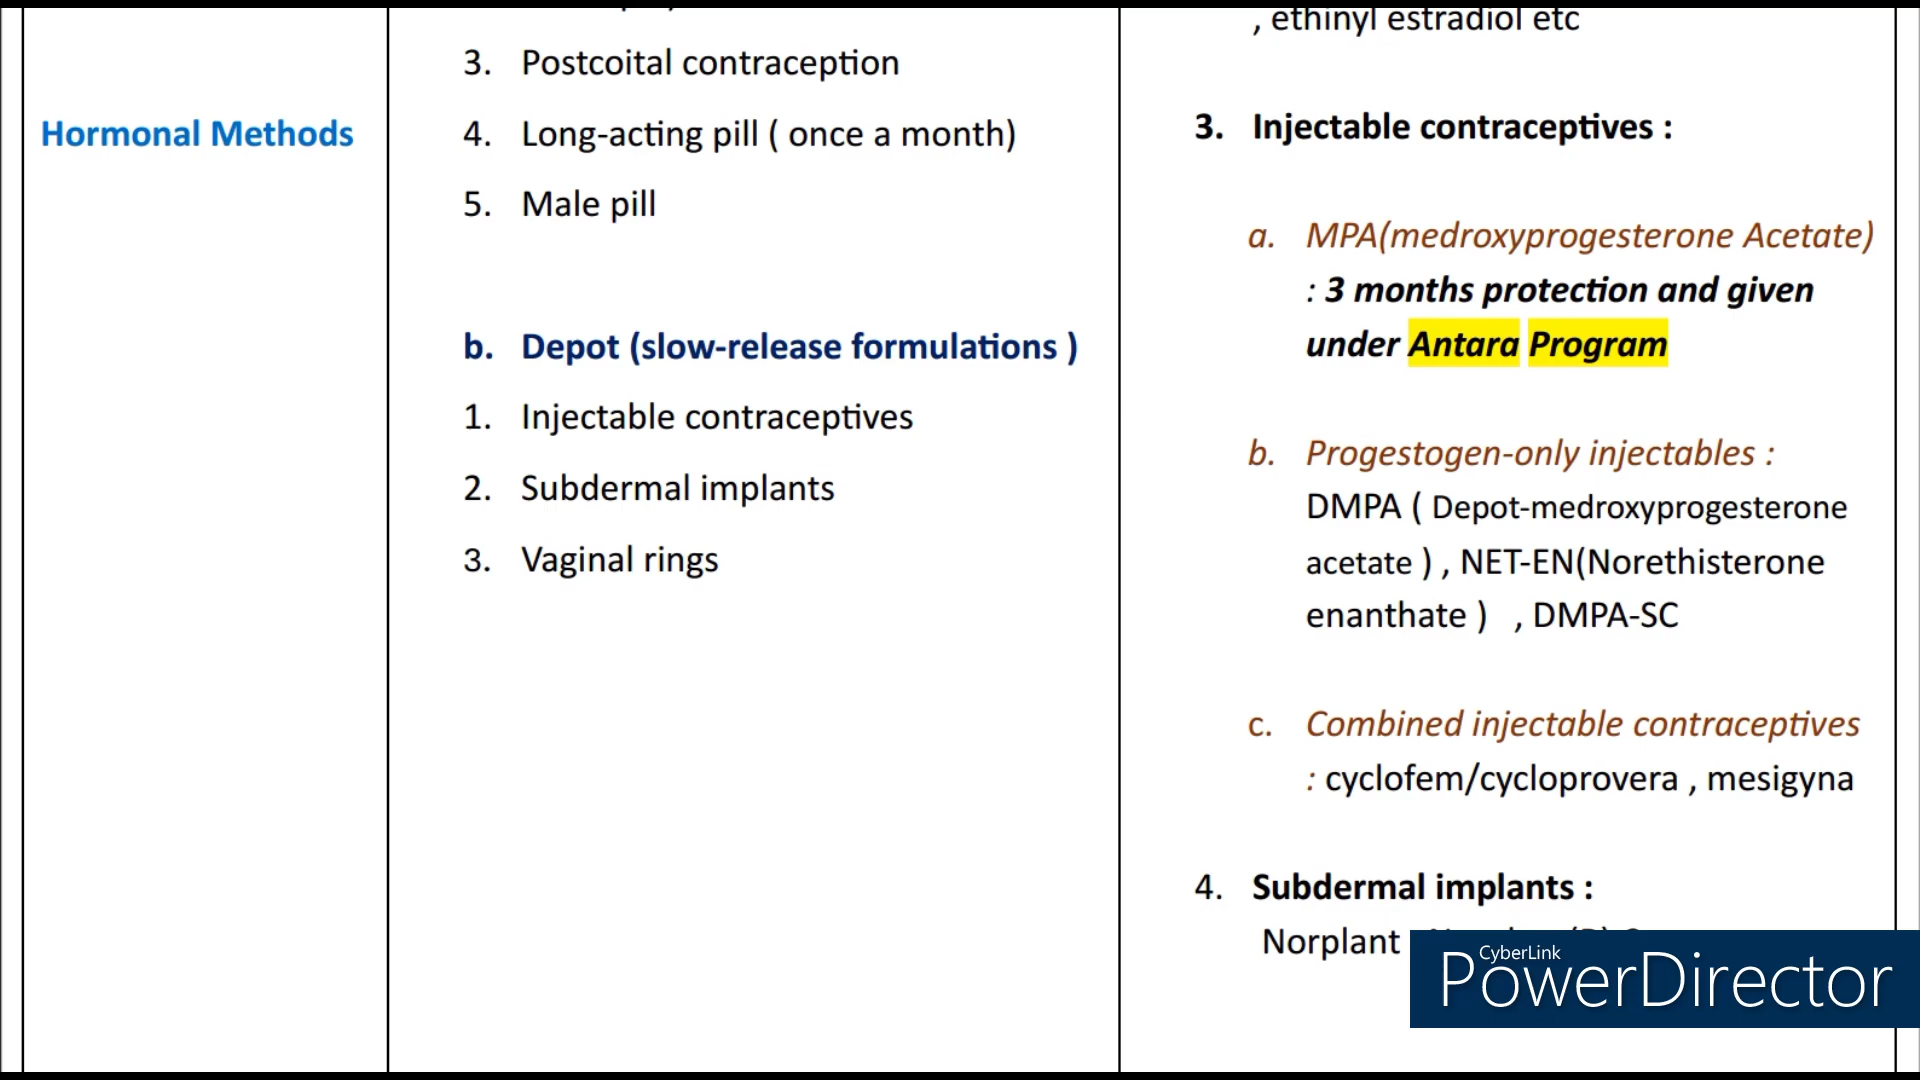 Hormonal Methods
3. Postcoital contraception
4. Long-acting pill ( once a month)
5. Male pill
b. Depot (slow-release formulations )
1. Injectable contraceptives
2. Subdermal implants
3. Vaginal rings
, ethinyl estradiol etc
3. Injectable contraceptives :
a. MPA(medroxyprogesterone Acetate)
: 3 months protection and given
under Antara Program
b. Progestogen-only injectables :
DMPA ( Depot-medroxyprogesterone
acetate ) , NET-EN(Norethisterone
enanthate ) , DMPA-SC
c. Combined injectable contraceptives
: cyclofem/cycloprovera , mesigyna
4. Subdermal implants :
Norplant
CyberLink
PowerDirector